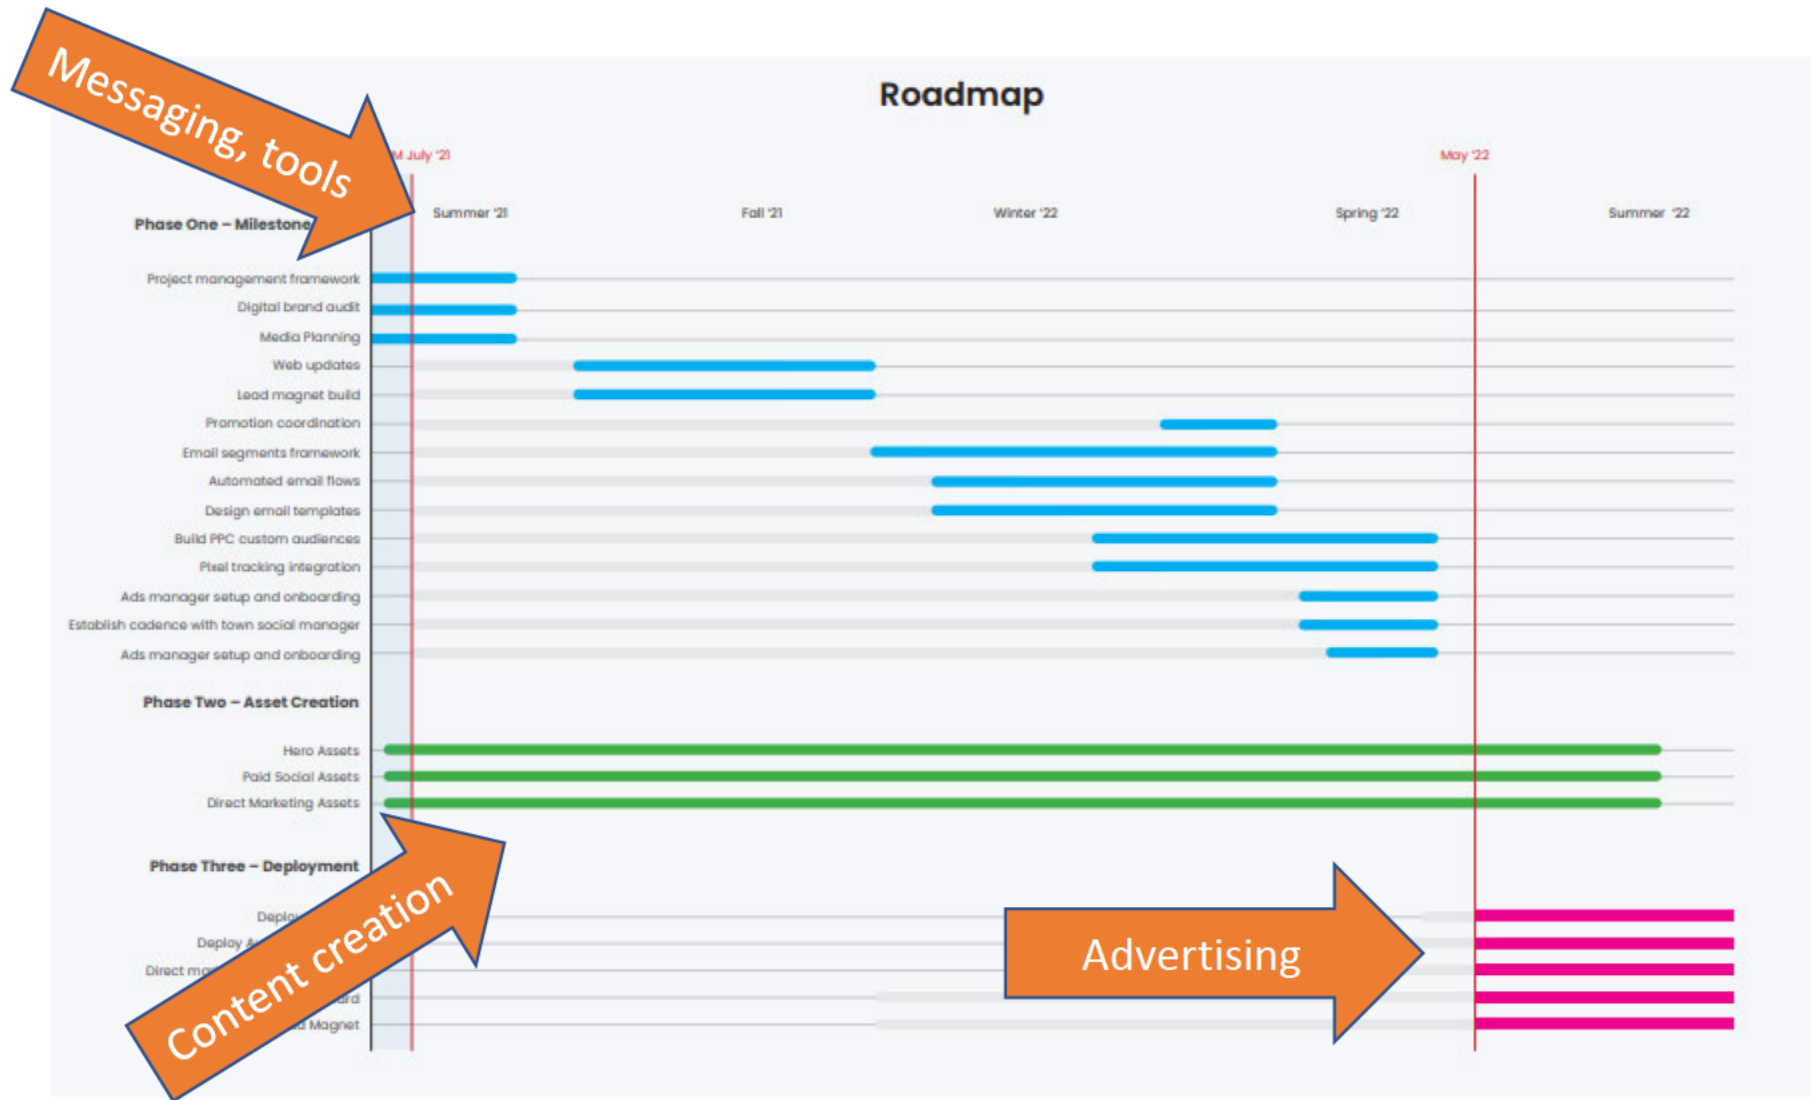 Messaging, tools
Roadmap
July ‘21
May ‘22
Summer ‘21
Fall ‘21
Winter ‘22
Spring ‘22
Summer ‘22
Phase One – Milestone
Project management framework
Digital brand audit
Media Planning
Web updates
Lead magnet build
Promotion coordination
Email segments framework
Automated email flows
Design email templates
Build PPC custom audiences
Pixel tracking integration
Ads manager setup and onboarding
Establish cadence with town social manager
Ads manager setup and onboarding
Phase Two – Asset Creation
Hero Assets
Paid Social Assets
Direct Marketing Assets
Phase Three – Deployment
Deploy
Direct
Magnet
Content creation
Advertising